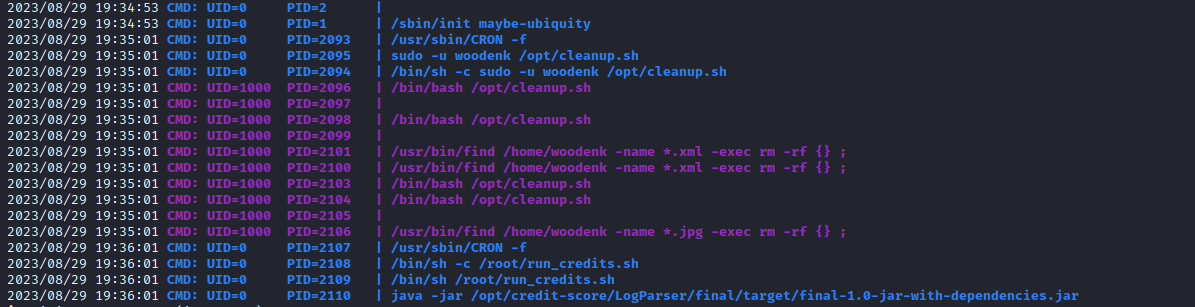 2023/08/29 19:34:53 CMD: UID=0 PID=2 |
2023/08/29 19:34:53 CMD: UID=0 PID=1 | /sbin/init maybe-ubiquity
2023/08/29 19:35:01 CMD: UID=0 PID=2093 | /usr/sbin/CRON -f
2023/08/29 19:35:01 CMD: UID=0 PID=2095 | sudo -u woodenk /opt/cleanup.sh
2023/08/29 19:35:01 CMD: UID=0 PID=2094 | /bin/sh -c sudo -u woodenk /opt/cleanup.sh
2023/08/29 19:35:01 CMD: UID=1000 PID=2096 | /bin/bash /opt/cleanup.sh
2023/08/29 19:35:01 CMD: UID=1000 PID=2097 |
2023/08/29 19:35:01 CMD: UID=1000 PID=2098 | /bin/bash /opt/cleanup.sh
2023/08/29 19:35:01 CMD: UID=1000 PID=2099 |
2023/08/29 19:35:01 CMD: UID=1000 PID=2101 | /usr/bin/find /home/woodenk -name *.xml -exec rm -rf {} ;
2023/08/29 19:35:01 CMD: UID=1000 PID=2100 | /usr/bin/find /home/woodenk -name *.xml -exec rm -rf {} ;
2023/08/29 19:35:01 CMD: UID=1000 PID=2103 | /bin/bash /opt/cleanup.sh
2023/08/29 19:35:01 CMD: UID=1000 PID=2104 | /bin/bash /opt/cleanup.sh
2023/08/29 19:35:01 CMD: UID=1000 PID=2105 |
2023/08/29 19:35:01 CMD: UID=1000 PID=2106 | /usr/bin/find /home/woodenk -name *.jpg -exec rm -rf {} ;
2023/08/29 19:36:01 CMD: UID=0 PID=2107 | /usr/sbin/CRON -f
2023/08/29 19:36:01 CMD: UID=0 PID=2108 | /bin/sh -c /root/run_credits.sh
2023/08/29 19:36:01 CMD: UID=0 PID=2109 | /bin/sh /root/run_credits.sh
2023/08/29 19:36:01 CMD: UID=0 PID=2110 | java -jar /opt/credit-score/LogParser/final/target/final-1.0-jar-with-dependencies.jar